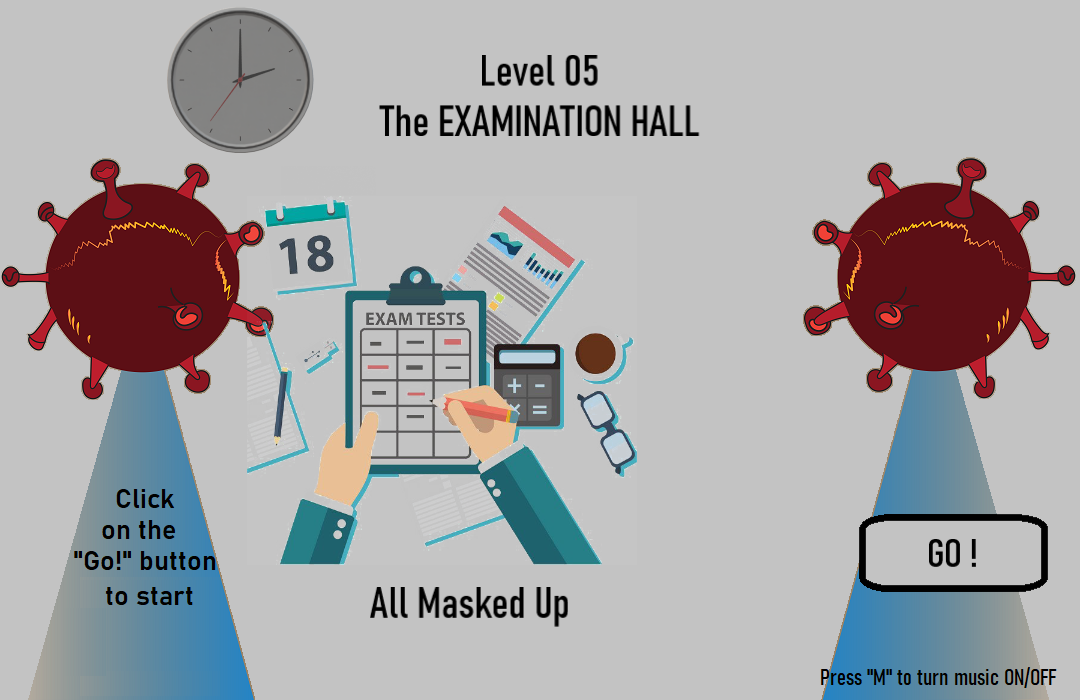 Level 05
The EXAMINATION HALL
18
EXAM TESTS
+ -
× =
Click
on the
"Go!" button
to start
GO !
All Masked Up
Press "M" to turn music ON/OFF